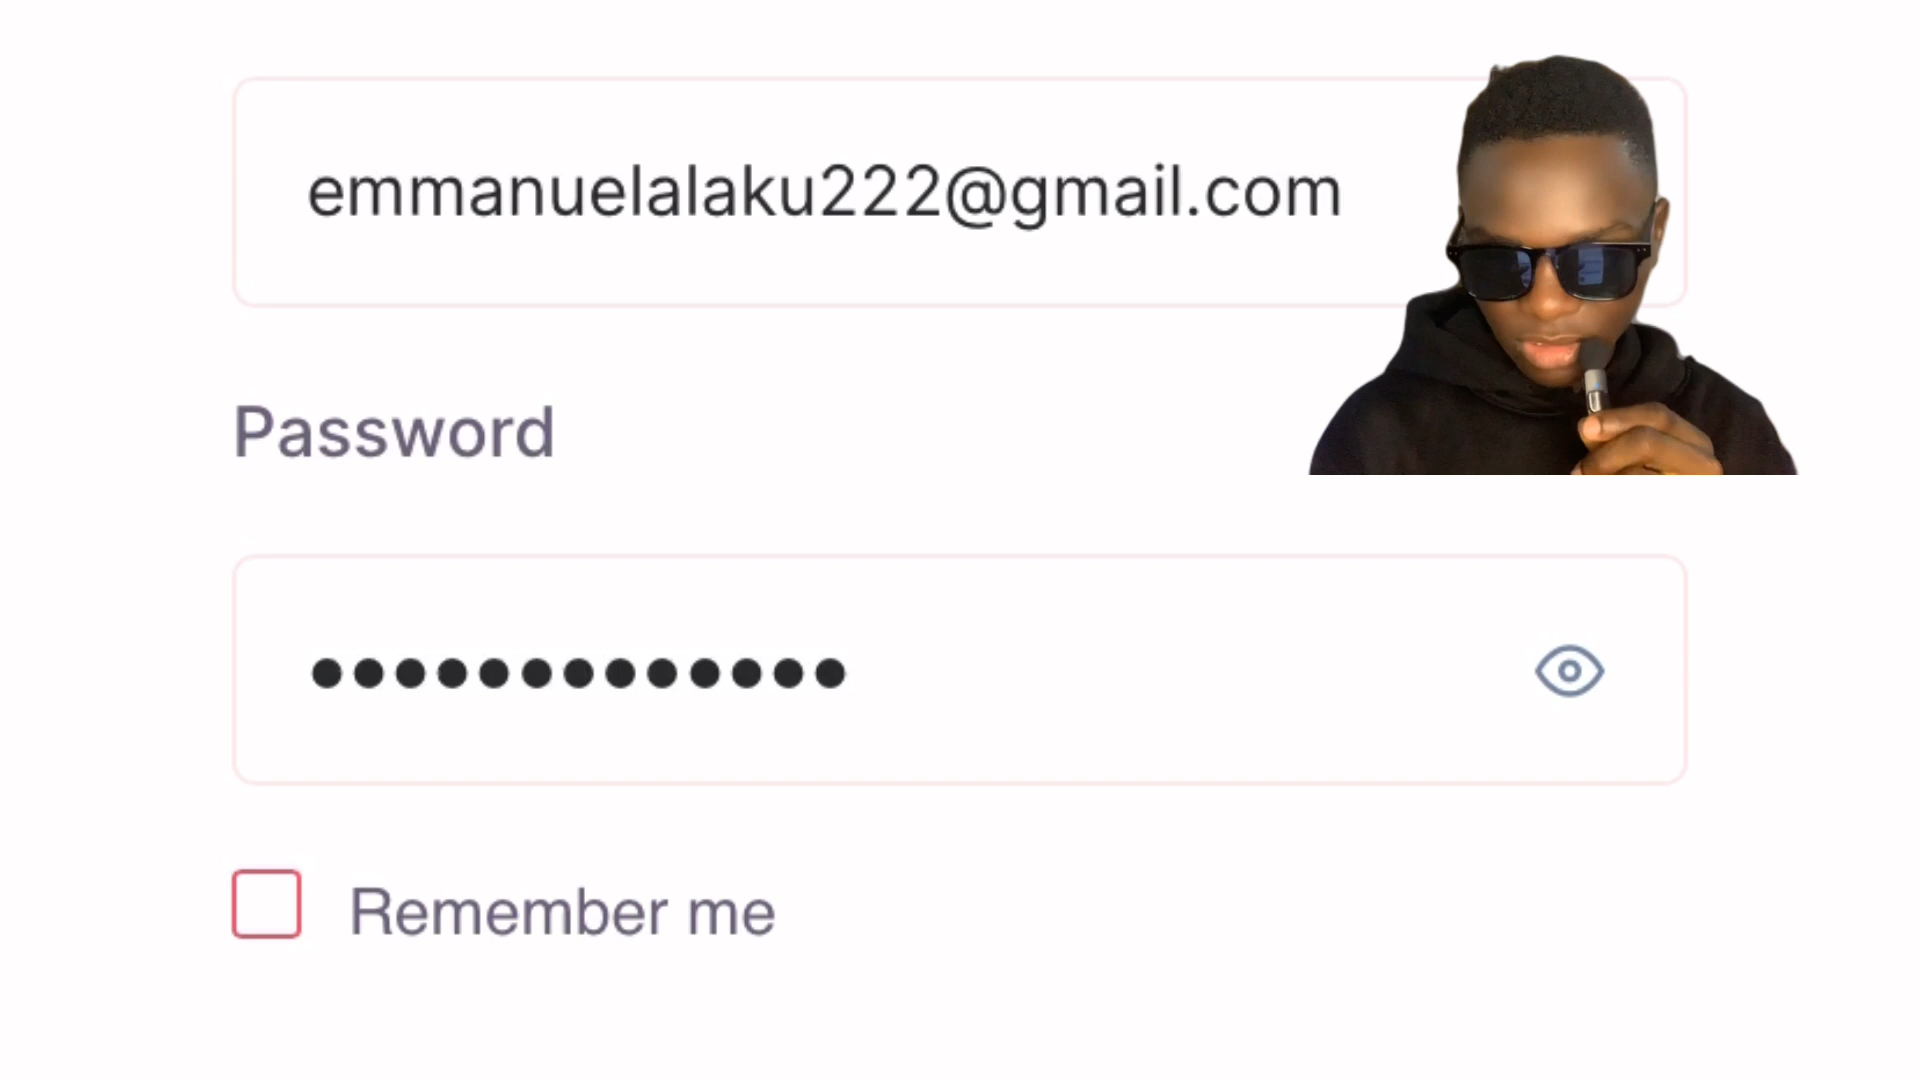 emmanuelalaku222@gmail.com
Password
●●●●●●●●●●●●●
Remember me